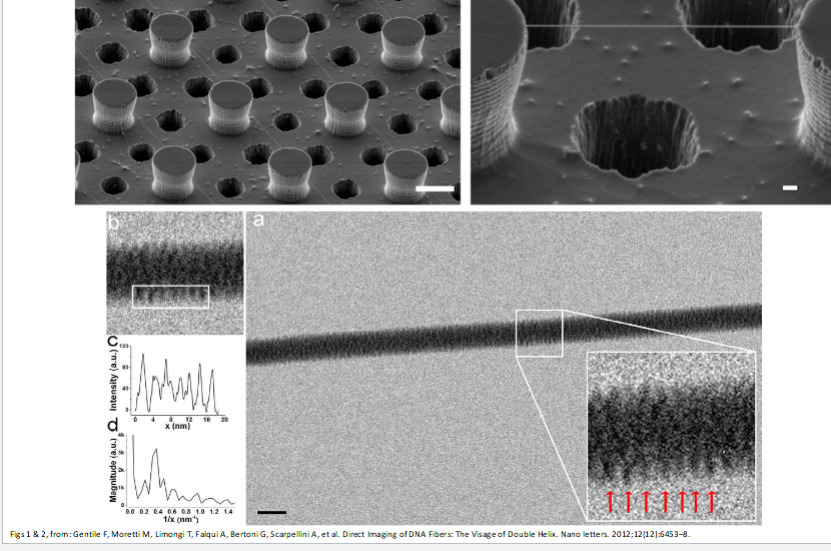 b
a
c
Intensity (a.u.)
120
80
40
0
0 4 8 12 16 20
x (nm)
d
Magnitude (a.u.)
4k
3k
2k
1k
0
0.0 0.2 0.4 0.6 0.8 1.0 1.2 1.4
1/x (nm⁻¹)
Figs 1 & 2, from: Gentile F, Moretti M, Limongi T, Falqui A, Bertoni G, Scarpellini A, et al. Direct Imaging of DNA Fibers: The Visage of Double Helix. Nano letters. 2012;12(12):6453–8.